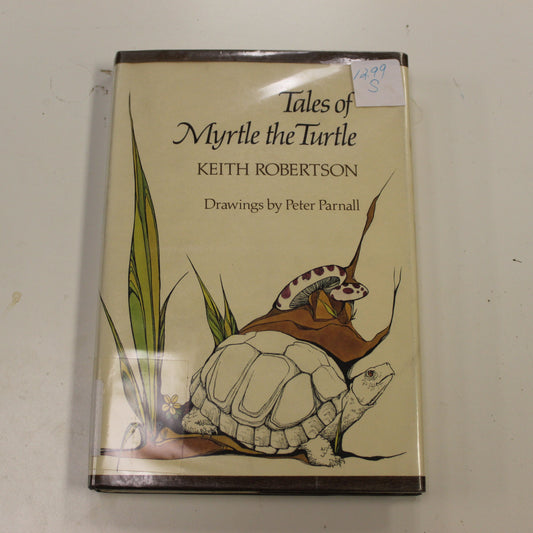 12.99
S
Tales of
Myrtle the Turtle
KEITH ROBERTSON
Drawings by Peter Parnall